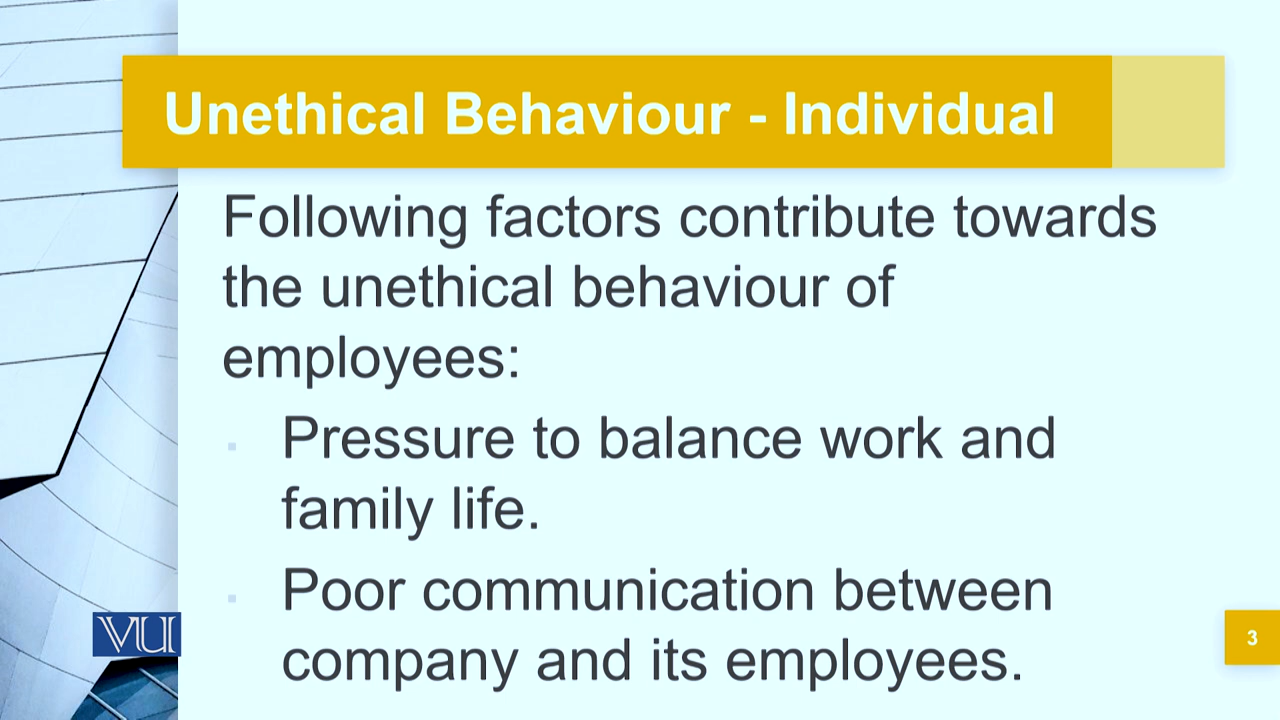 Unethical Behaviour - Individual
Following factors contribute towards
the unethical behaviour of
employees:
Pressure to balance work and
family life.
Poor communication between
company and its employees.
VU
3